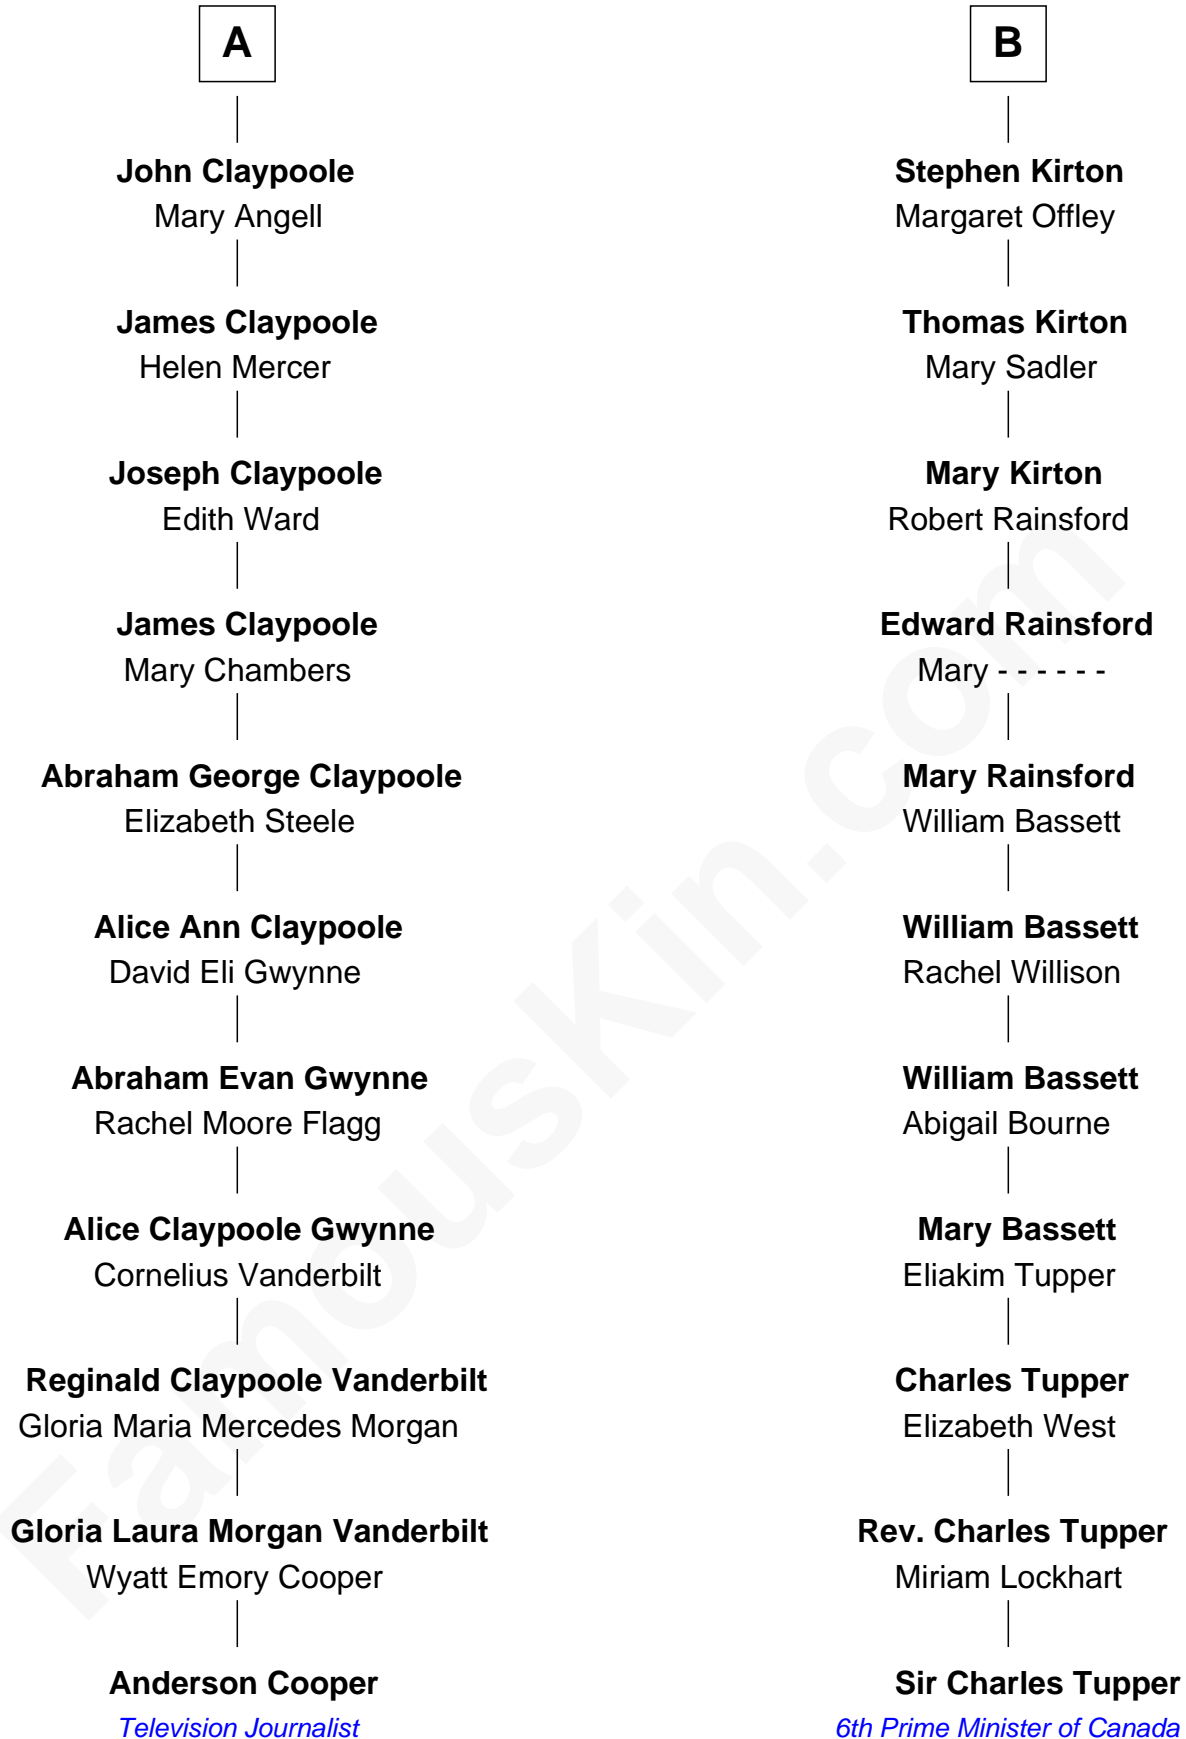 A
John Claypoole
Mary Angell
James Claypoole
Helen Mercer
Joseph Claypoole
Edith Ward
James Claypoole
Mary Chambers
Abraham George Claypoole
Elizabeth Steele
Alice Ann Claypoole
David Eli Gwynne
Abraham Evan Gwynne
Rachel Moore Flagg
Alice Claypoole Gwynne
Cornelius Vanderbilt
Reginald Claypoole Vanderbilt
Gloria Maria Mercedes Morgan
Gloria Laura Morgan Vanderbilt
Wyatt Emory Cooper
Anderson Cooper
Television Journalist
B
Stephen Kirton
Margaret Offley
Thomas Kirton
Mary Sadler
Mary Kirton
Robert Rainsford
Edward Rainsford
Mary - - - - - -
Mary Rainsford
William Bassett
William Bassett
Rachel Willison
William Bassett
Abigail Bourne
Mary Bassett
Eliakim Tupper
Charles Tupper
Elizabeth West
Rev. Charles Tupper
Miriam Lockhart
Sir Charles Tupper
6th Prime Minister of Canada
FamousKin.com